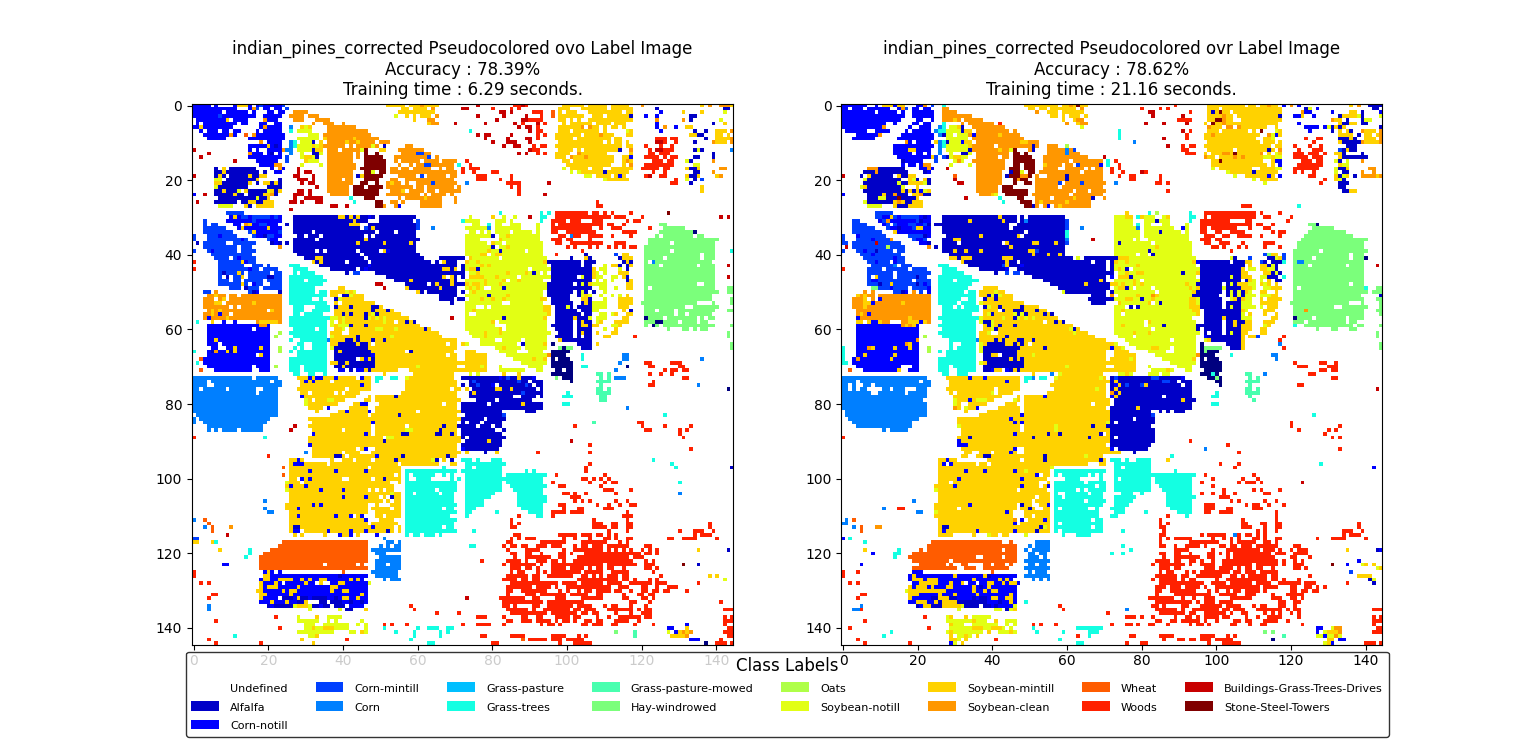 indian_pines_corrected Pseudocolored ovo Label Image
Accuracy : 78.39%
Training time : 6.29 seconds.
indian_pines_corrected Pseudocolored ovr Label Image
Accuracy : 78.62%
Training time : 21.16 seconds.
0
20
40
60
80
100
120
140
0 20 40 60 80 100 120 140
0
20
40
60
80
100
120
140
0 20 40 60 80 100 120 140
Class Labels
Undefined Corn-mintill Grass-pasture Grass-pasture-mowed Oats Soybean-mintill Wheat Buildings-Grass-Trees-Drives
Alfalfa Corn Grass-trees Hay-windrowed Soybean-notill Soybean-clean Woods Stone-Steel-Towers
Corn-notill